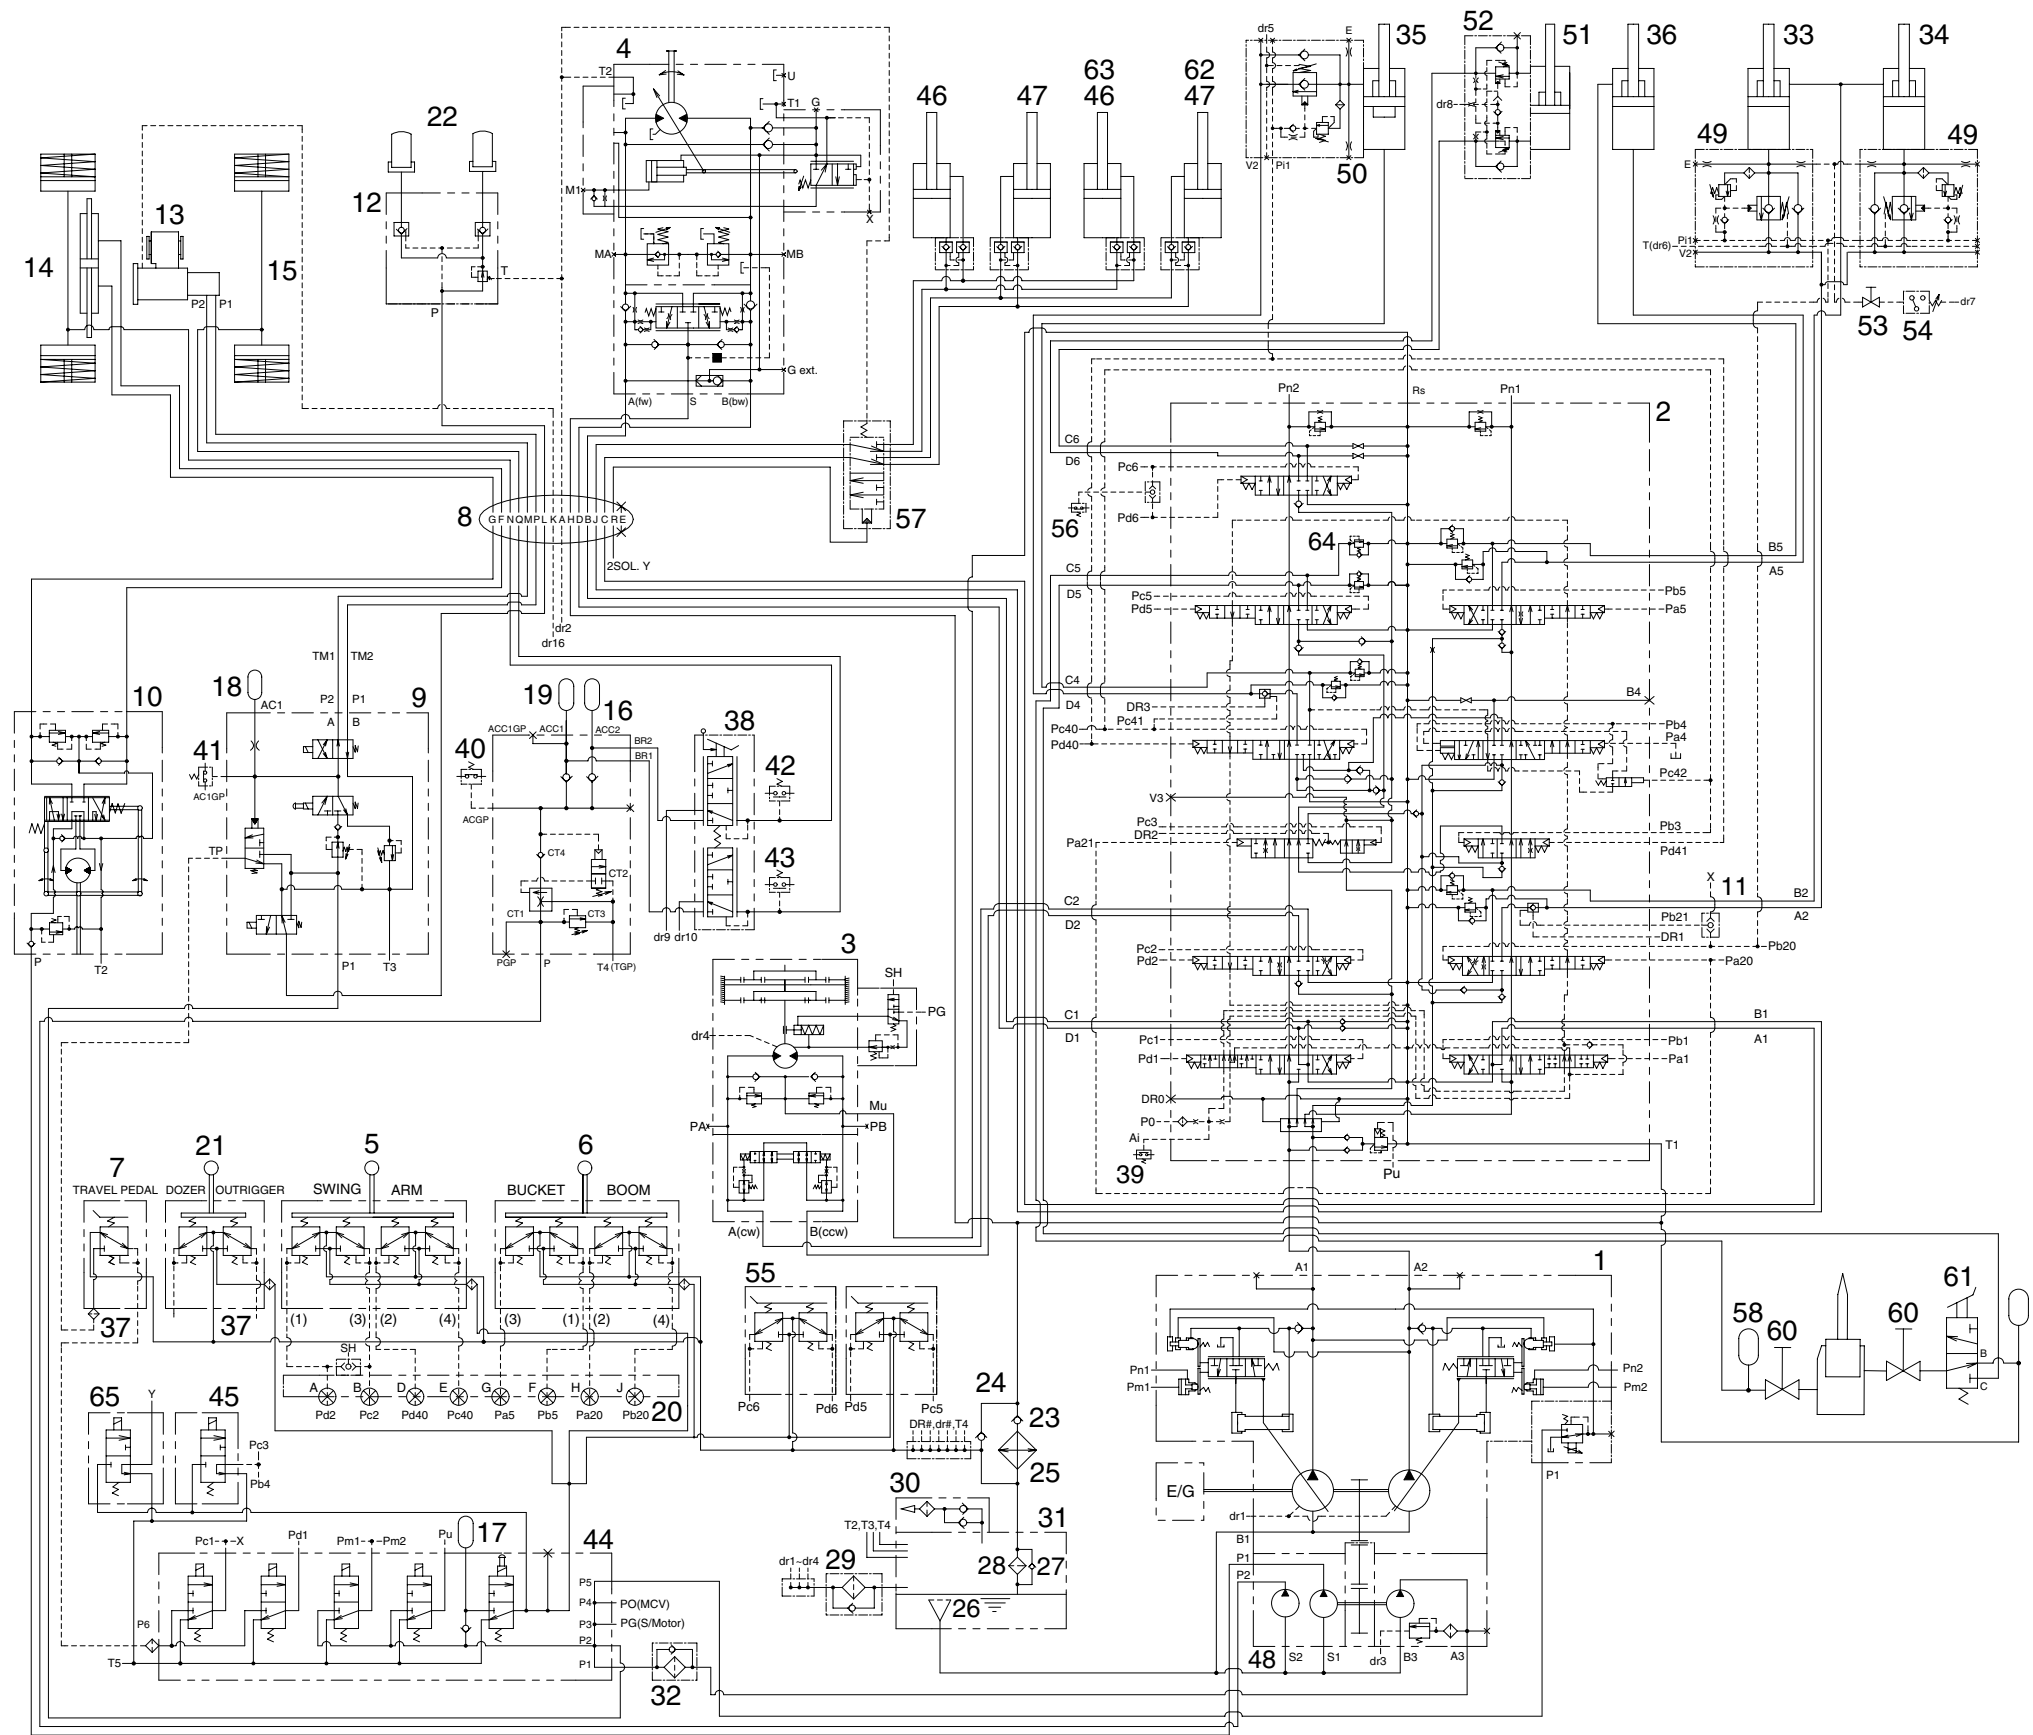 4
T2
U
T1
G
M1
X
MA
MB
G ext.
A(fw)
S
B(bw)
22
12
T
P
13
14
15
P2
P1
46
47
63
46
62
47
dr5
E
35
V2
Pi1
50
52
51
dr8
36
33
34
49
49
E
Pi1
T(dr6)
V2
53
54
dr7
57
8
GFNQMPLKAHDBJCRE
2SOL. Y
dr2
dr16
Pn2
Rs
Pn1
2
C6
D6
Pc6
Pd6
56
64
B5
A5
C5
D5
Pc5
Pd5
Pb5
Pa5
C4
D4
DR3
Pc41
Pc40
Pd40
B4
Pb4
Pa4
Pc42
V3
Pc3
DR2
Pa21
Pb3
Pd41
X
11
C2
D2
B2
A2
Pb21
DR1
Pb20
Pa20
Pc2
Pd2
C1
D1
B1
A1
Pc1
Pd1
Pb1
Pa1
DR0
P0
Ai
39
Pu
T1
10
P
T2
TM1
TM2
18
AC1
P2
P1
A
B
9
41
AC1GP
TP
P1
T3
19
16
ACC1GP
ACC1
ACC2
BR2
BR1
40
ACGP
CT4
CT2
CT1
CT3
PGP
P
T4(TGP)
38
42
43
dr9
dr10
3
SH
PG
dr4
Mu
PA
PB
A(cw)
B(ccw)
7
TRAVEL PEDAL
21
DOZER
OUTRIGGER
5
SWING
ARM
6
BUCKET
BOOM
37
37
(1)
(3)
(2)
(4)
(3)
(1)
(2)
(4)
SH
A
B
D
E
G
F
H
J
Pd2
Pc2
Pd40
Pc40
Pa5
Pb5
Pa20
Pb20
20
55
Pc6
Pd6
Pd5
Pc5
65
Y
45
Pc3
Pb4
DR#,dr#,T4
24
23
25
Pc1
X
Pd1
Pm1
Pm2
Pu
17
44
P6
T5
P5
P4
PO(MCV)
P3
PG(S/Motor)
P2
P1
32
30
31
T2,T3,T4
dr1~dr4
29
28
27
26
1
A1
A2
Pn1
Pm1
Pn2
Pm2
P1
E/G
dr1
B1
P1
P2
48
S2
S1
dr3
B3
A3
58
60
60
61
B
C